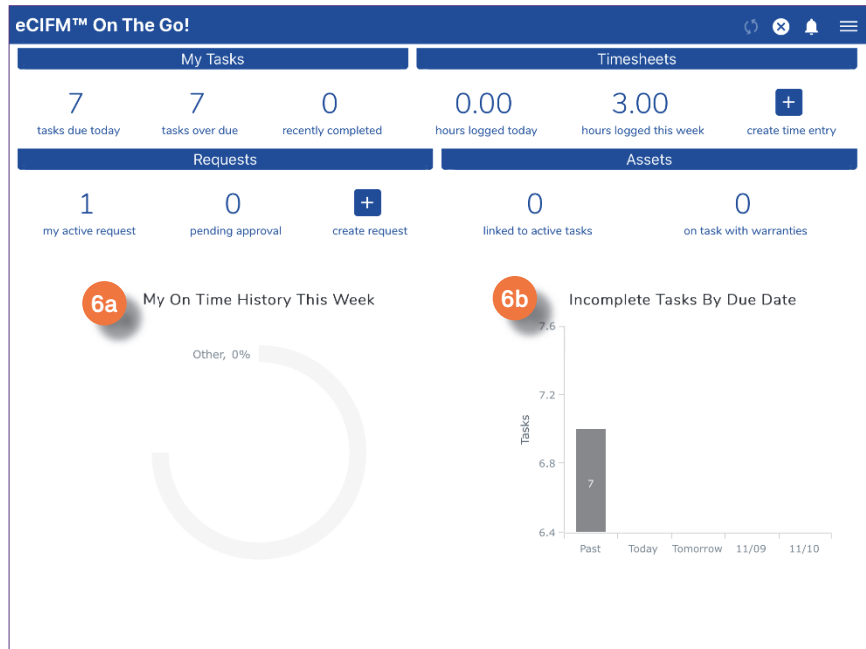 eCIFM™ On The Go!
My Tasks
Timesheets
7
7
0
0.00
3.00
+
tasks due today
tasks over due
recently completed
hours logged today
hours logged this week
create time entry
Requests
Assets
1
0
+
0
0
my active request
pending approval
create request
linked to active tasks
on task with warranties
6a
My On Time History This Week
Other, 0%
6b
Incomplete Tasks By Due Date
7.6
7.2
Tasks
6.8
7
6.4
Past
Today
Tomorrow
11/09
11/10